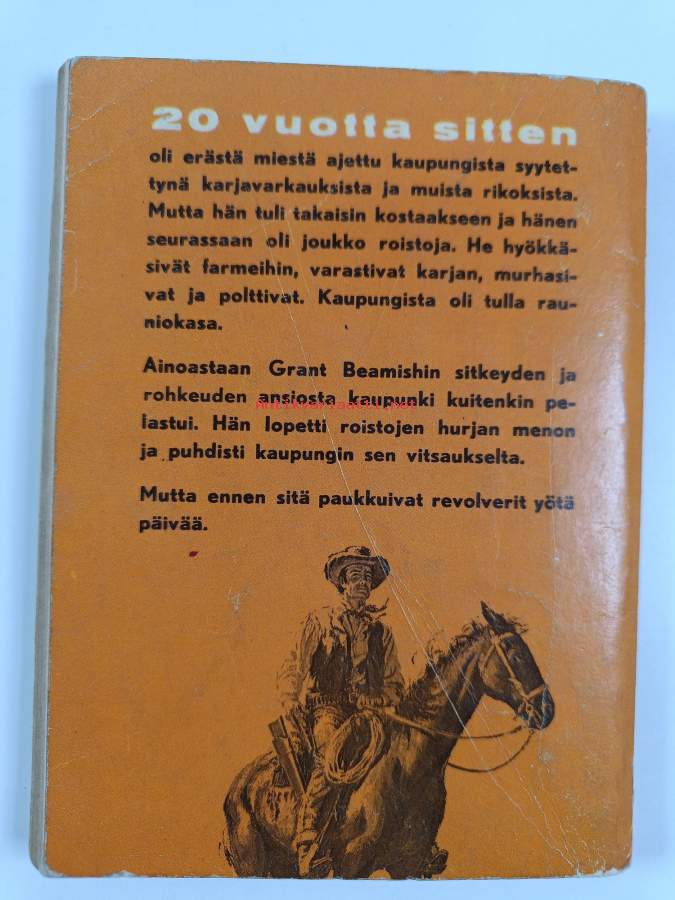 20 vuotta sitten
oli erästä miestä ajettu kaupungista syytet-
tynä karjavarkauksista ja muista rikoksista.
Mutta hän tuli takaisin kostaakseen ja hänen
seurassaan oli joukko roistoja. He hyökkä-
sivät farmeihin, varastivat karjan, murhasi-
vat ja polttivat. Kaupungista oli tulla rau-
niokasa.
Ainoastaan Grant Beamishin sitkeyden ja
rohkeuden ansiosta kaupunki kuitenkin pe-
Antikvariaatti.net
lastui. Hän lopetti roistojen hurjan menon
ja puhdisti kaupungin sen vitsaukselta.
Mutta ennen sitä paukkuivat revolverit yötä
päivää.